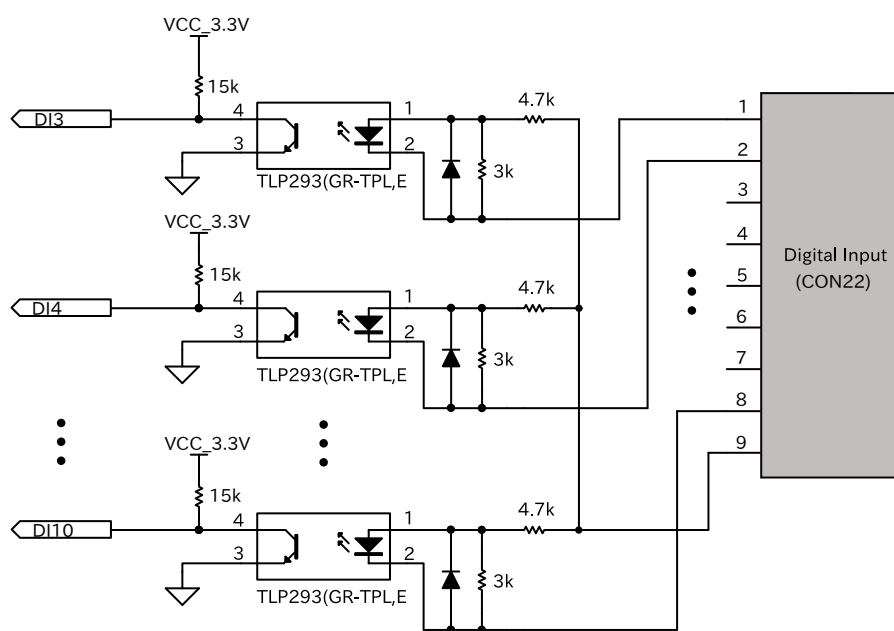 VCC_3.3V
15k
DI3
4
3
1
2
4.7k
3k
TLP293(GR-TPL,E
VCC_3.3V
15k
DI4
4
3
1
2
4.7k
3k
TLP293(GR-TPL,E
VCC_3.3V
15k
DI10
4
3
1
2
4.7k
3k
TLP293(GR-TPL,E
1
2
3
4
5
6
7
8
9
Digital Input
(CON22)